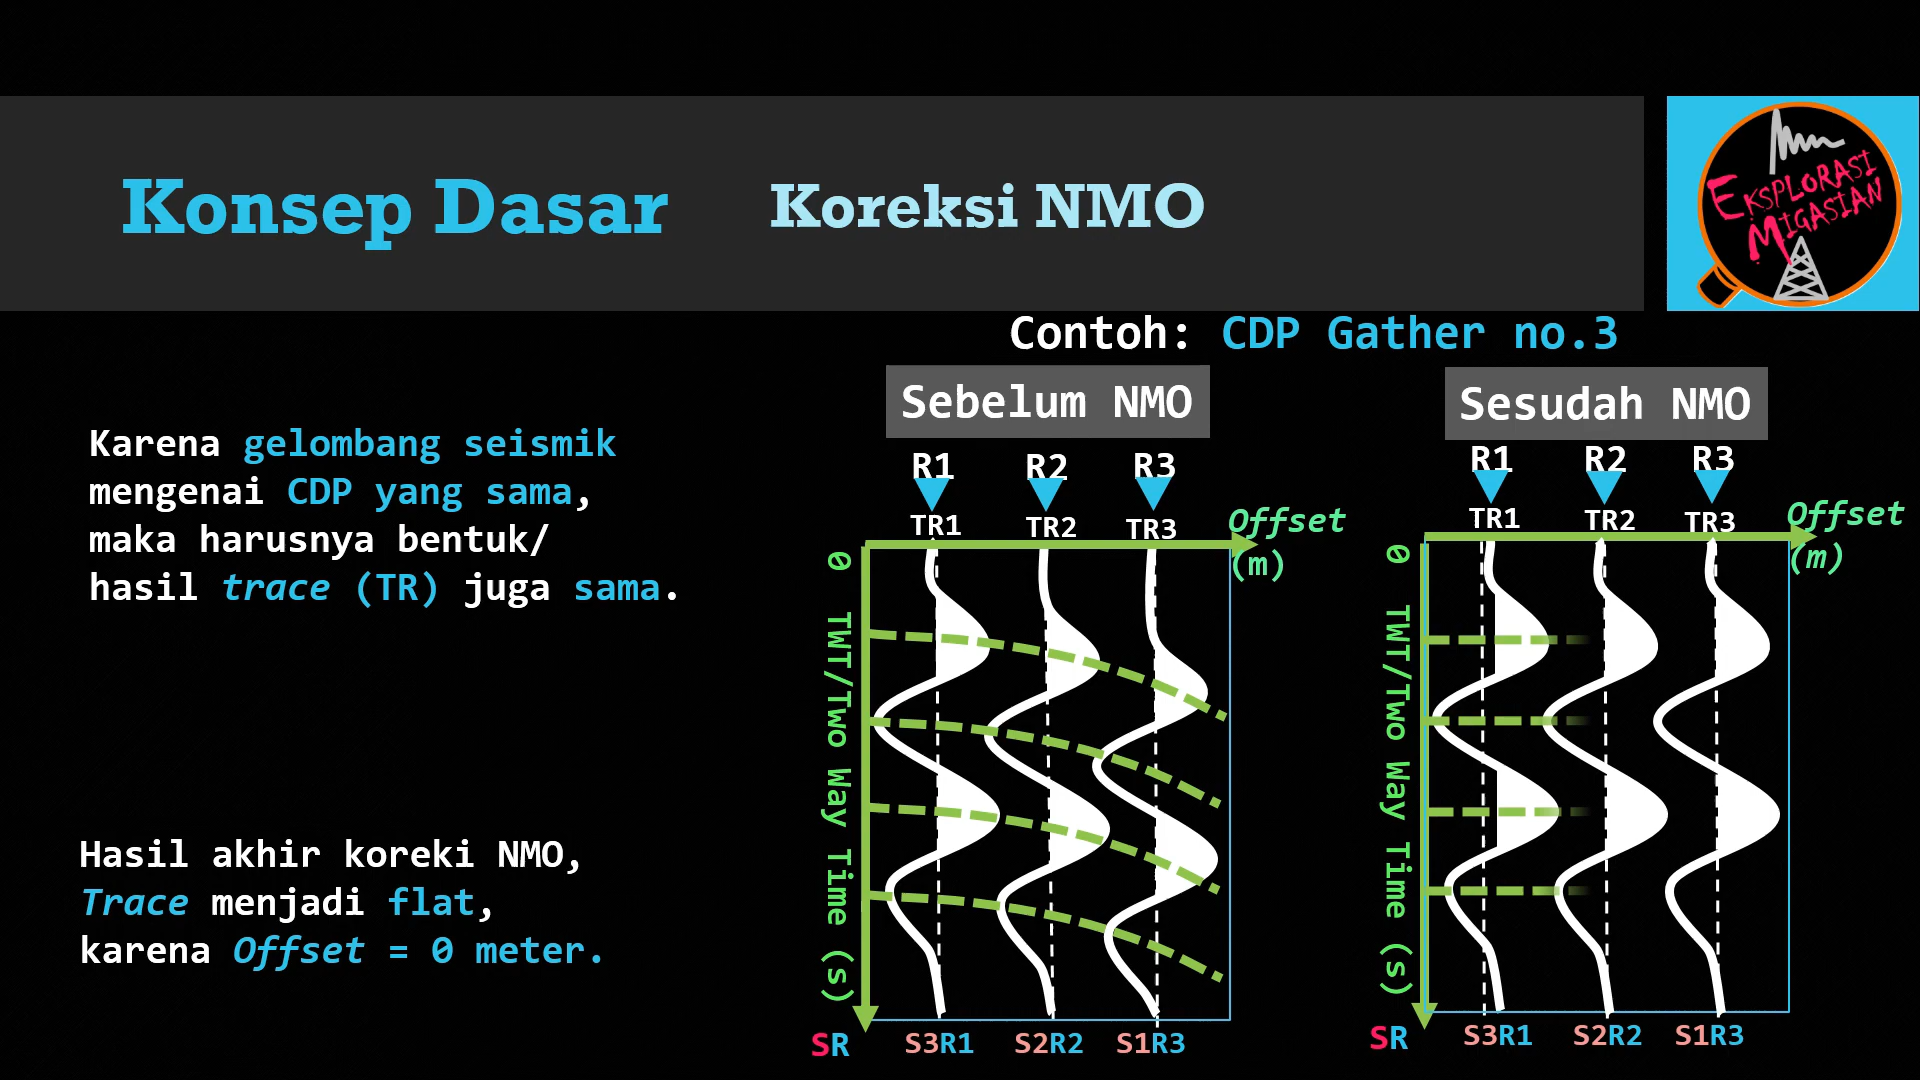 Konsep Dasar
Koreksi NMO
EKSPLORASI
MIGASIAN
Contoh: CDP Gather no.3
Karena gelombang seismik
mengenai CDP yang sama,
maka harusnya bentuk/
hasil trace (TR) juga sama.
Hasil akhir koreki NMO,
Trace menjadi flat,
karena Offset = 0 meter.
Sebelum NMO
R1 R2 R3
TR1 TR2 TR3
Offset
(m)
0 TWT/Two Way Time (s)
SR S3R1 S2R2 S1R3
Sesudah NMO
R1 R2 R3
TR1 TR2 TR3
Offset
(m)
0 TWT/Two Way Time (s)
SR S3R1 S2R2 S1R3